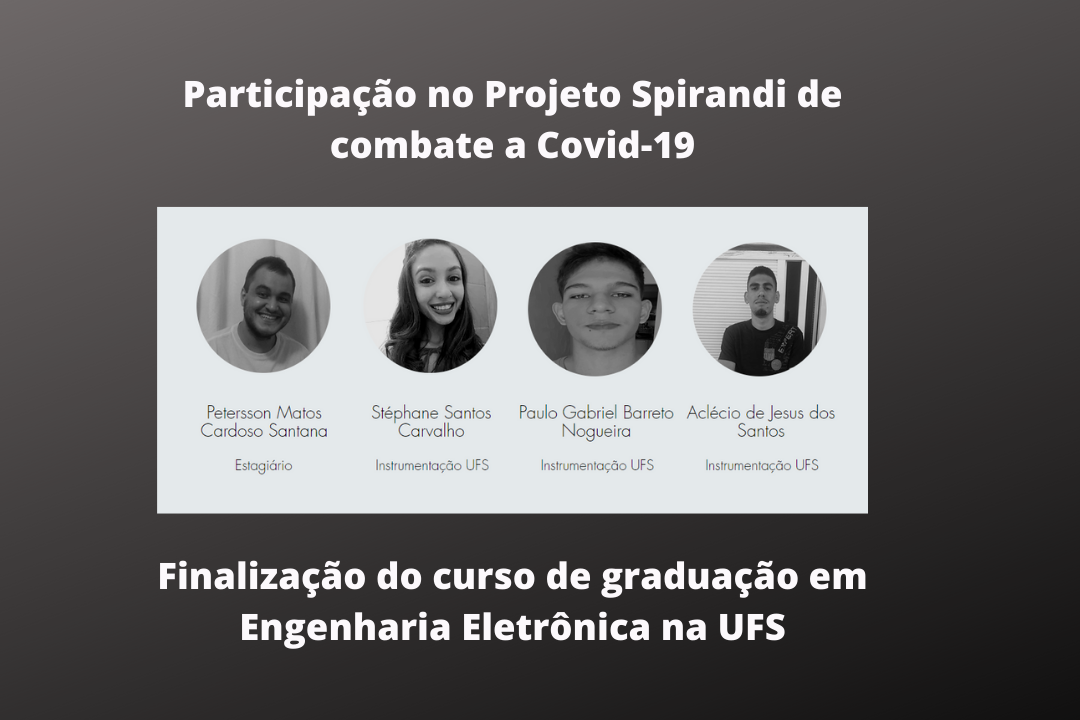 Participação no Projeto Spirandi de
combate a Covid-19
Petersson Matos
Cardoso Santana
Estagiário
Stéphane Santos
Carvalho
Instrumentação UFS
Paulo Gabriel Barreto
Nogueira
Instrumentação UFS
Aclécio de Jesus dos
Santos
Instrumentação UFS
Finalização do curso de graduação em
Engenharia Eletrônica na UFS